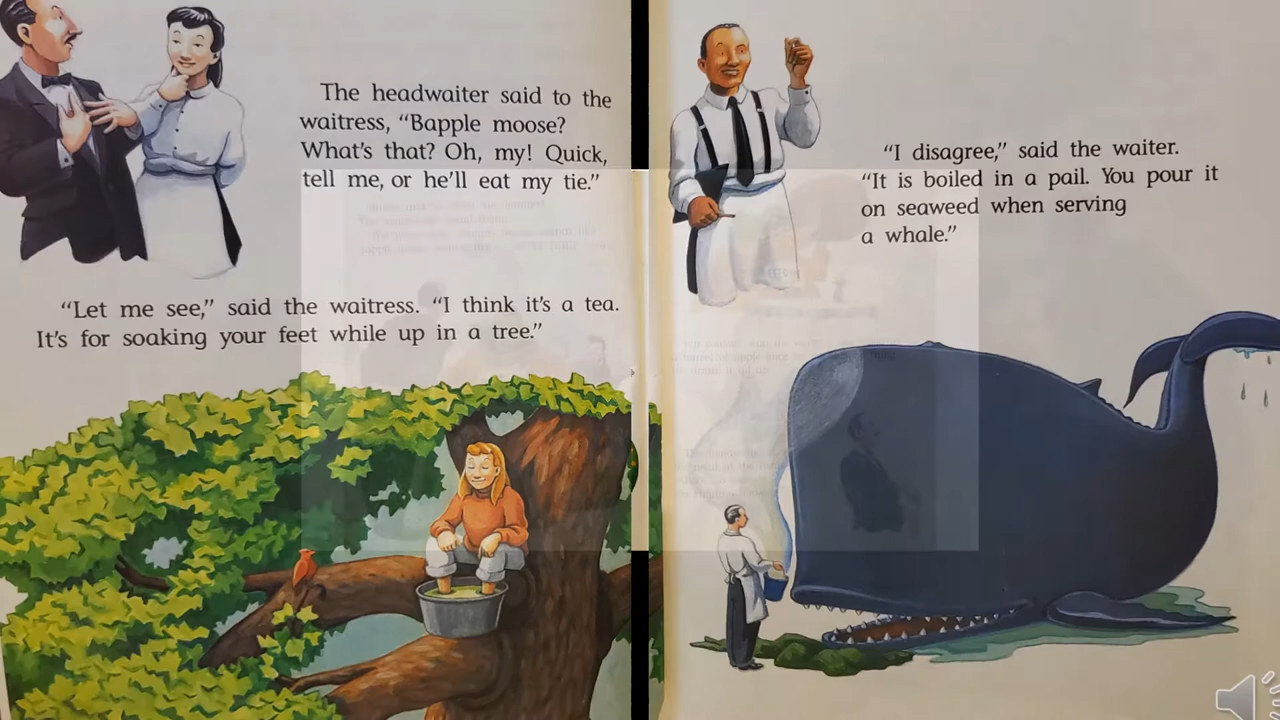 The headwaiter said to the
waitress, “Bapple moose?
What’s that? Oh, my! Quick,
tell me, or he’ll eat my tie.”
“Let me see,” said the waitress. “I think it’s a tea.
It’s for soaking your feet while up in a tree.”
“I disagree,” said the waiter.
“It is boiled in a pail. You pour it
on seaweed when serving
a whale.”